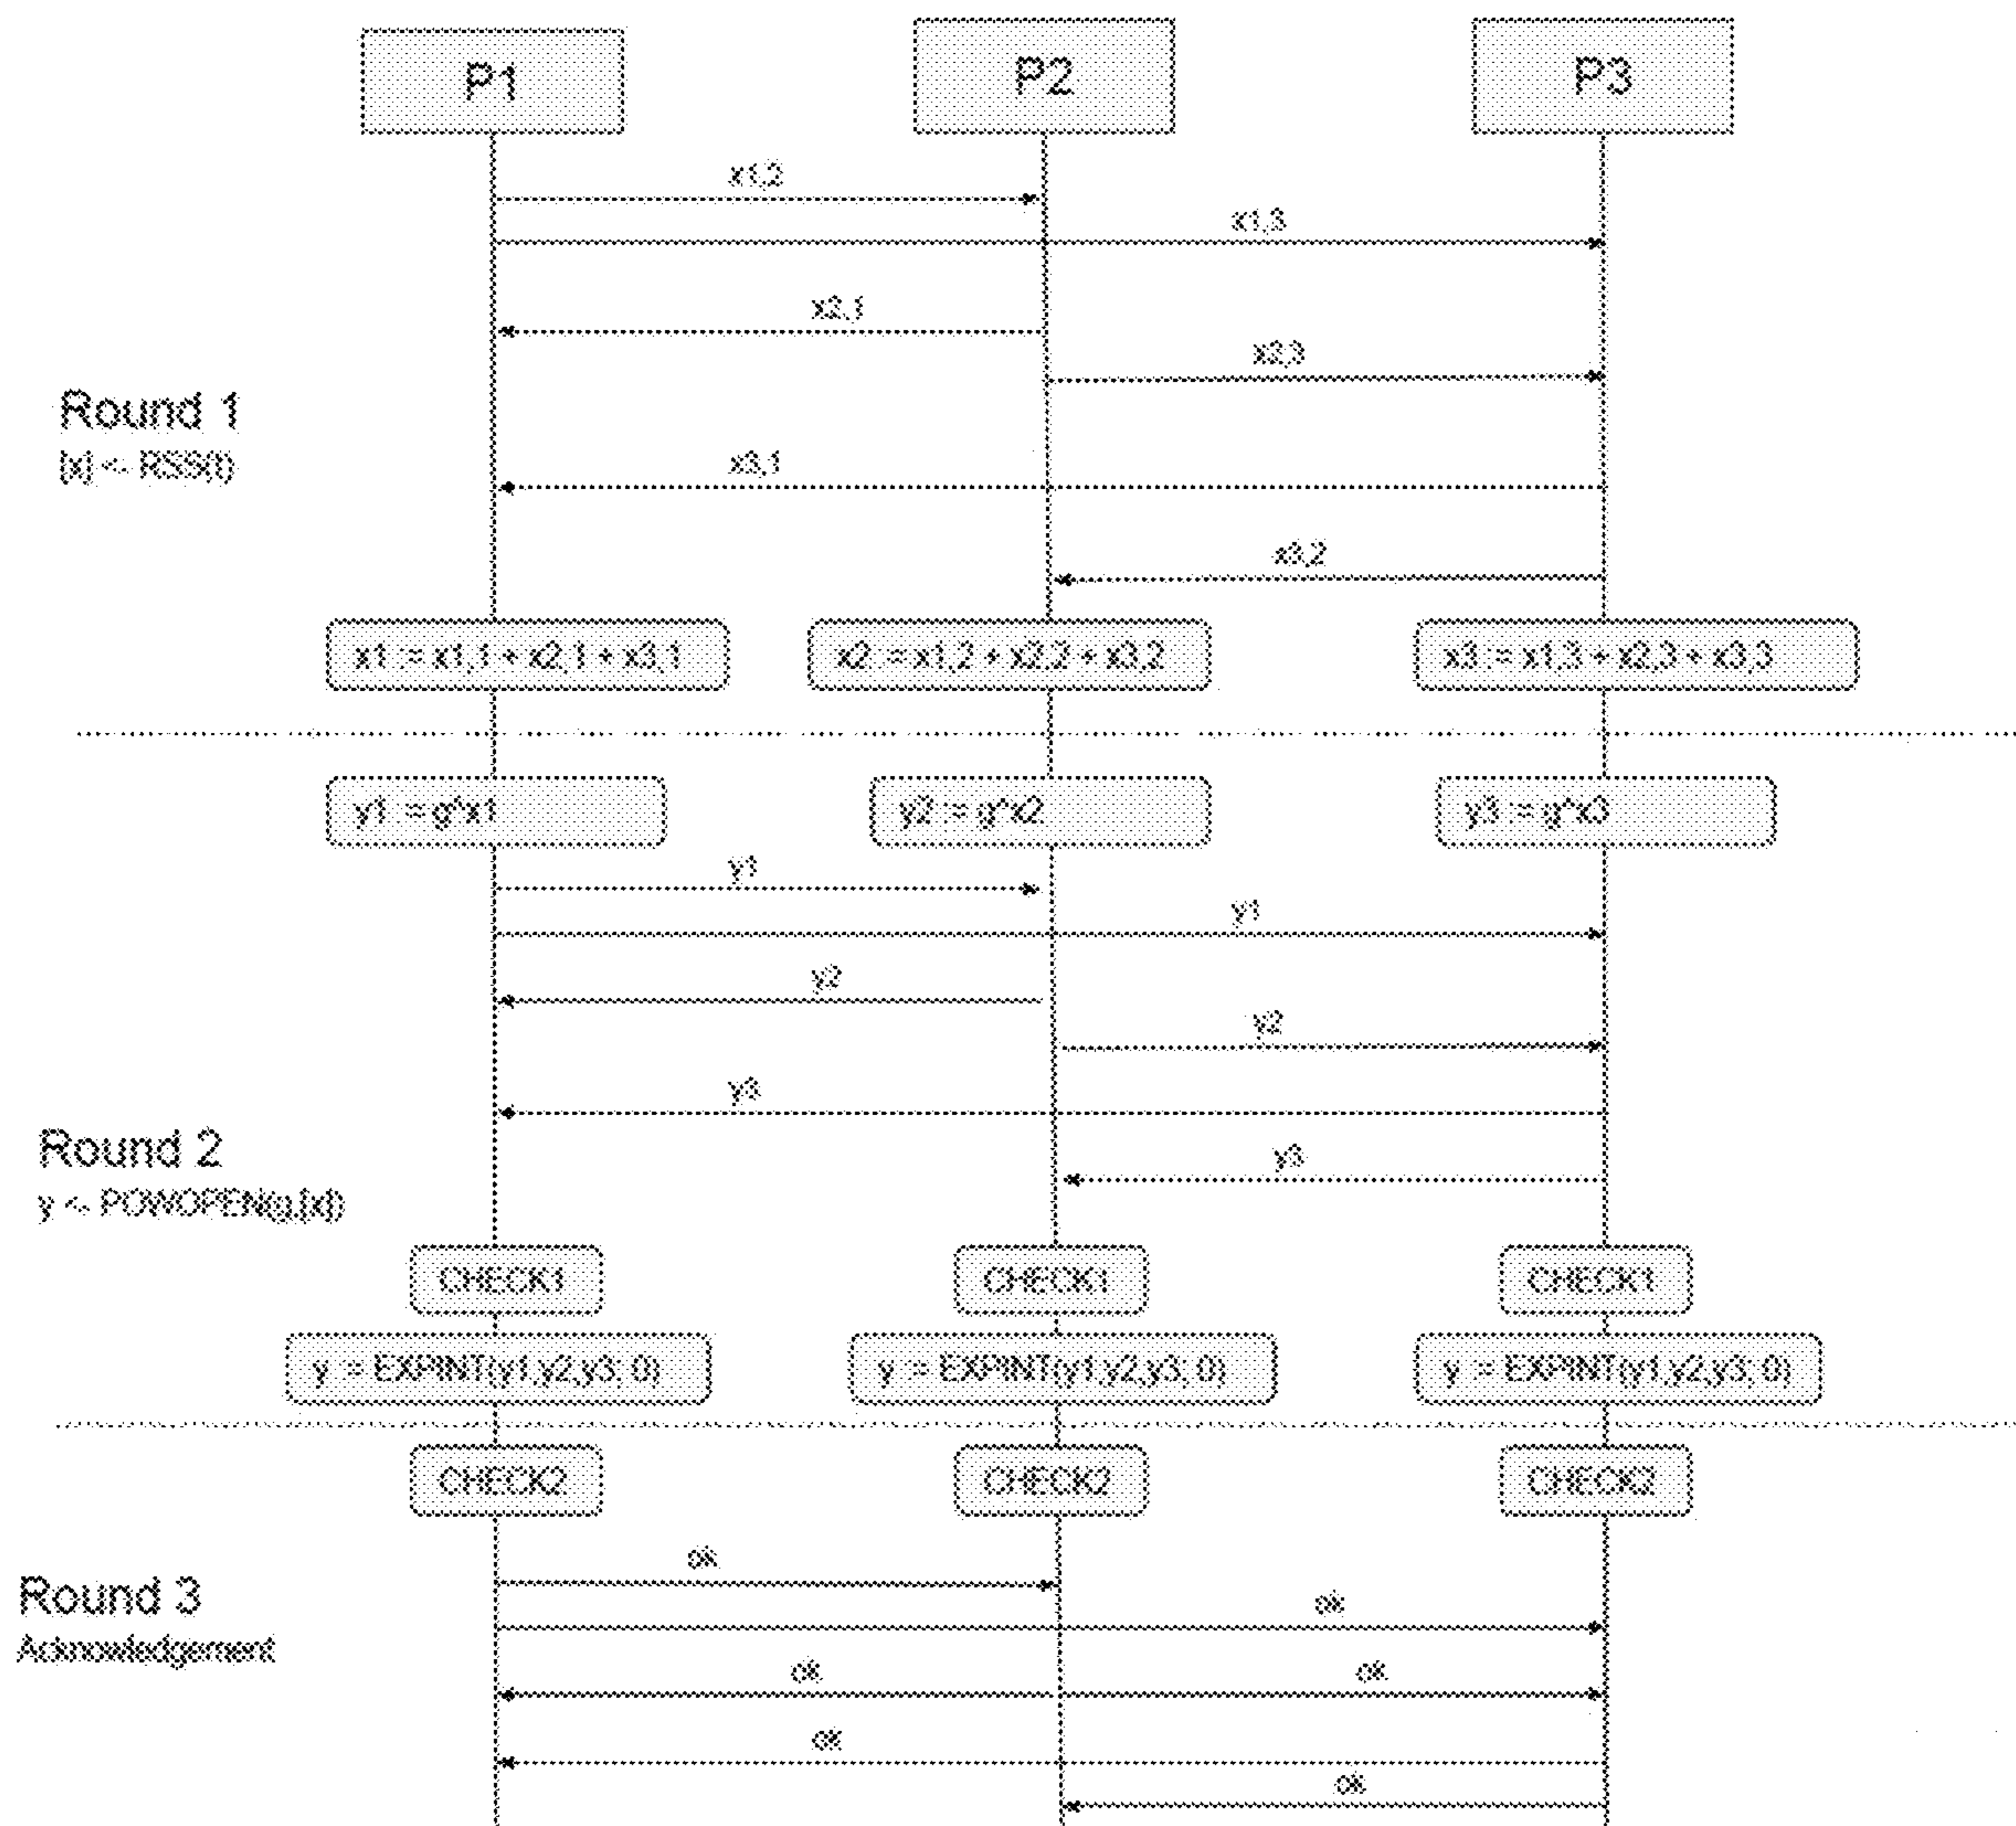 P1
P2
P3
x1,2
x1,3
x2,1
x2,3
Round 1
[x] <- RSS(t)
x3,1
x3,2
x1 := x1,1 + x2,1 + x3,1
x2 := x1,2 + x2,2 + x3,2
x3 := x1,3 + x2,3 + x3,3
y1 := g^x1
y2 := g^x2
y3 := g^x3
y1
y1
y2
y2
y3
Round 2
y <- POWOPEN(g,[x])
y3
CHECK1
CHECK1
CHECK1
y := EXPINT(y1,y2,y3; 0)
y := EXPINT(y1,y2,y3; 0)
y := EXPINT(y1,y2,y3; 0)
CHECK2
CHECK2
CHECK2
ok
Round 3
Acknowledgement
ok
ok
ok
ok
ok